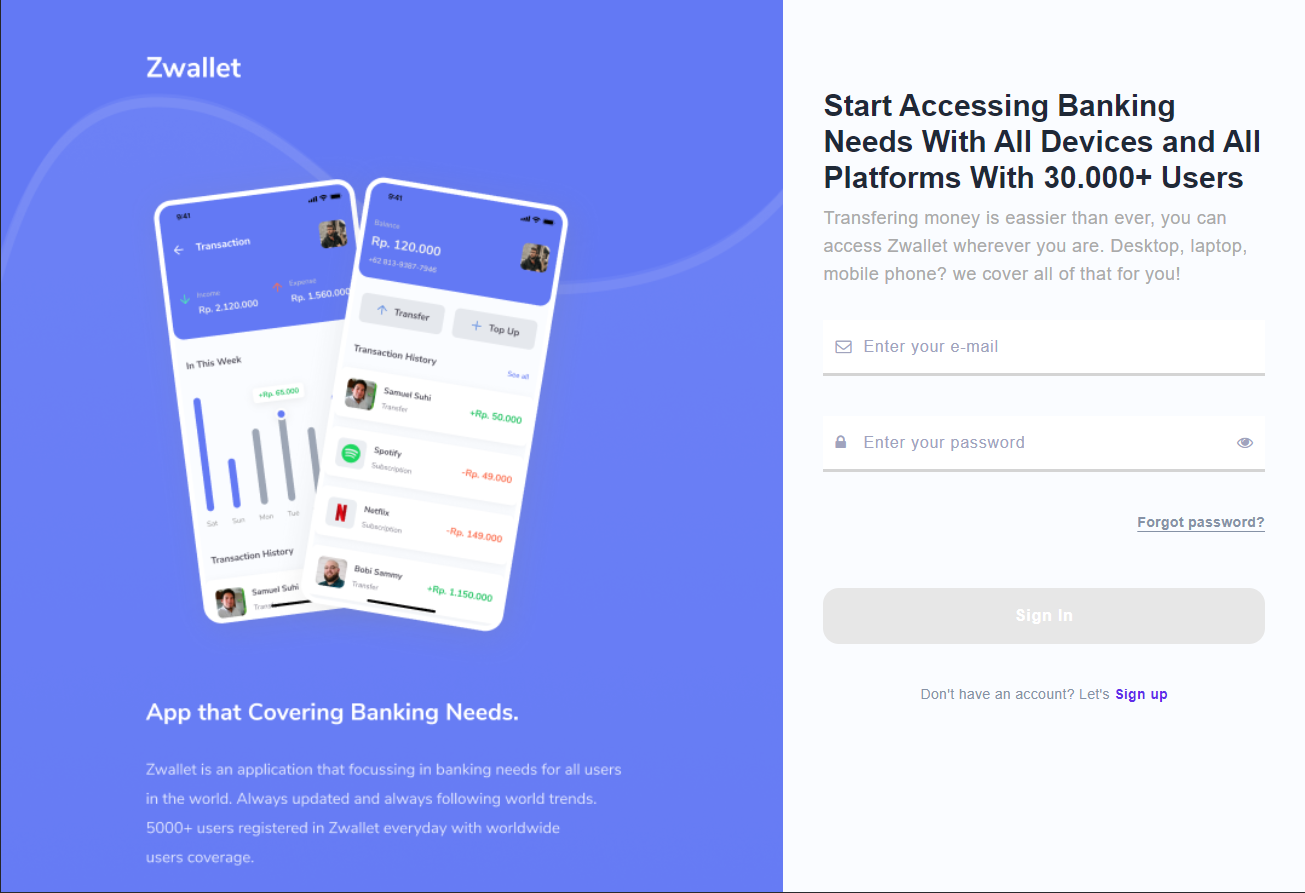 Zwallet
9:41
Transaction
Income
Rp. 2.120.000
Expense
Rp. 1.560.000
In This Week
+Rp. 65.000
Sat
Sun
Mon
Tue
Transaction History
Samuel Suhi
9:41
Balance
Rp. 120.000
+62 813-9387-7946
Transfer
Top Up
Transaction History
See all
Samuel Suhi
Transfer
+Rp. 50.000
Spotify
Subscription
-Rp. 49.000
Netflix
Subscription
-Rp. 149.000
Bobi Sammy
Transfer
+Rp. 1.150.000
App that Covering Banking Needs.
Zwallet is an application that focussing in banking needs for all users
in the world. Always updated and always following world trends.
5000+ users registered in Zwallet everyday with worldwide
users coverage.
Start Accessing Banking
Needs With All Devices and All
Platforms With 30.000+ Users
Transfering money is eassier than ever, you can
access Zwallet wherever you are. Desktop, laptop,
mobile phone? we cover all of that for you!
Enter your e-mail
Enter your password
Forgot password?
Sign In
Don't have an account? Let's Sign up